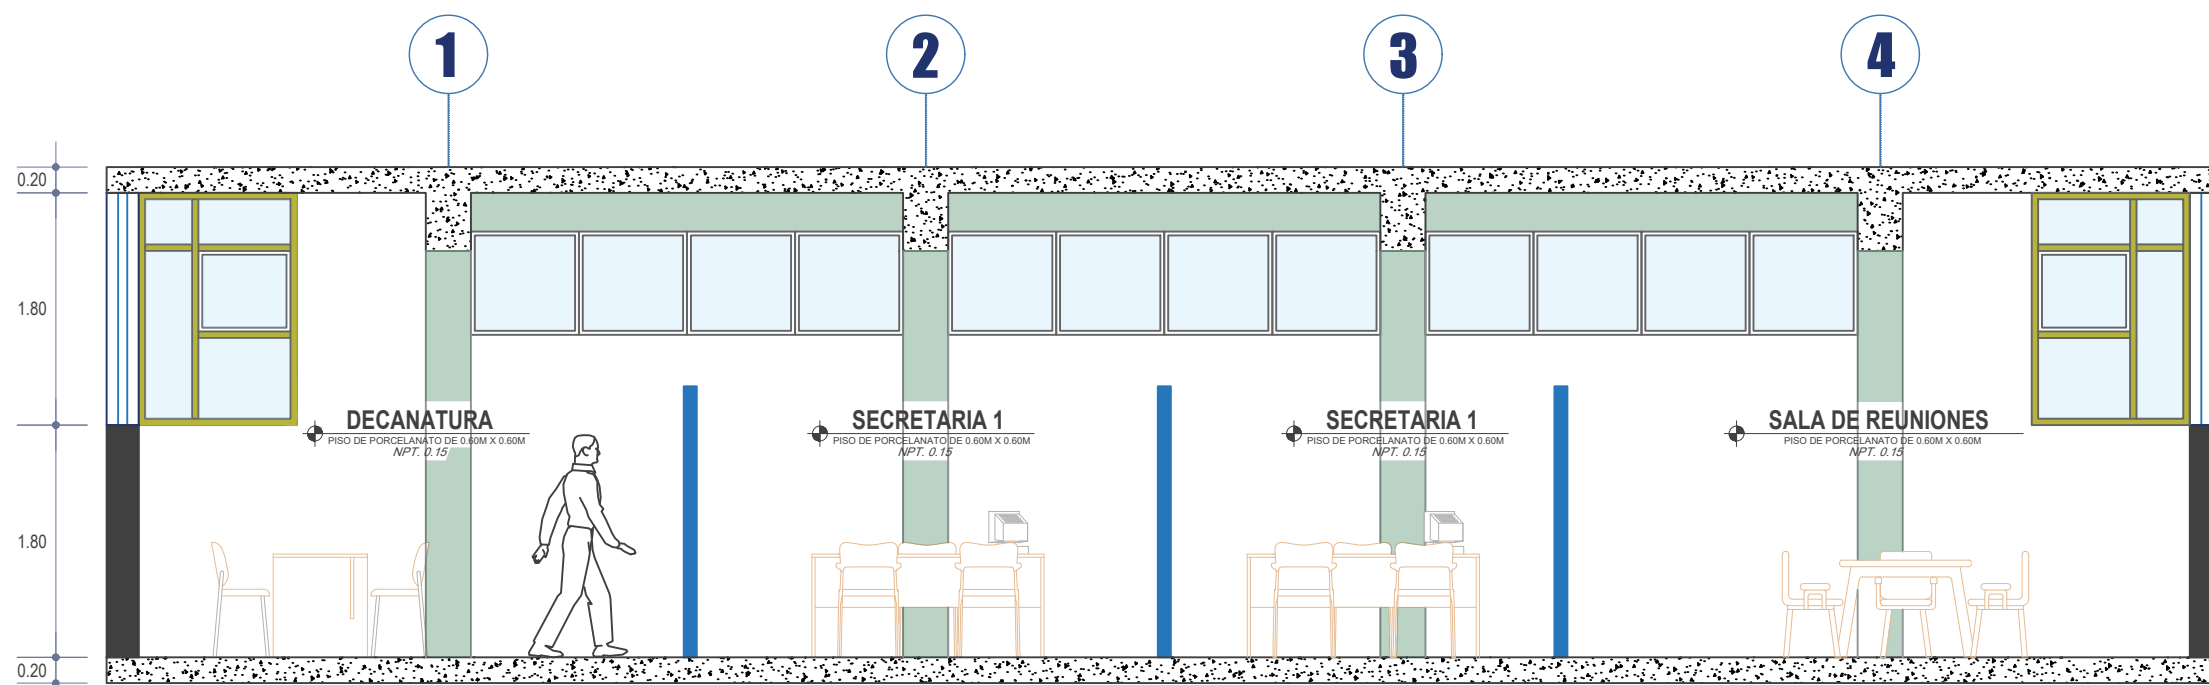 1 2 3 4
0.20
1.80
1.80
0.20
DECANATURA
PISO DE PORCELANATO DE 0.60M X 0.60M
NPT. 0.15
SECRETARIA 1
PISO DE PORCELANATO DE 0.60M X 0.60M
NPT. 0.15
SECRETARIA 1
PISO DE PORCELANATO DE 0.60M X 0.60M
NPT. 0.15
SALA DE REUNIONES
PISO DE PORCELANATO DE 0.60M X 0.60M
NPT. 0.15